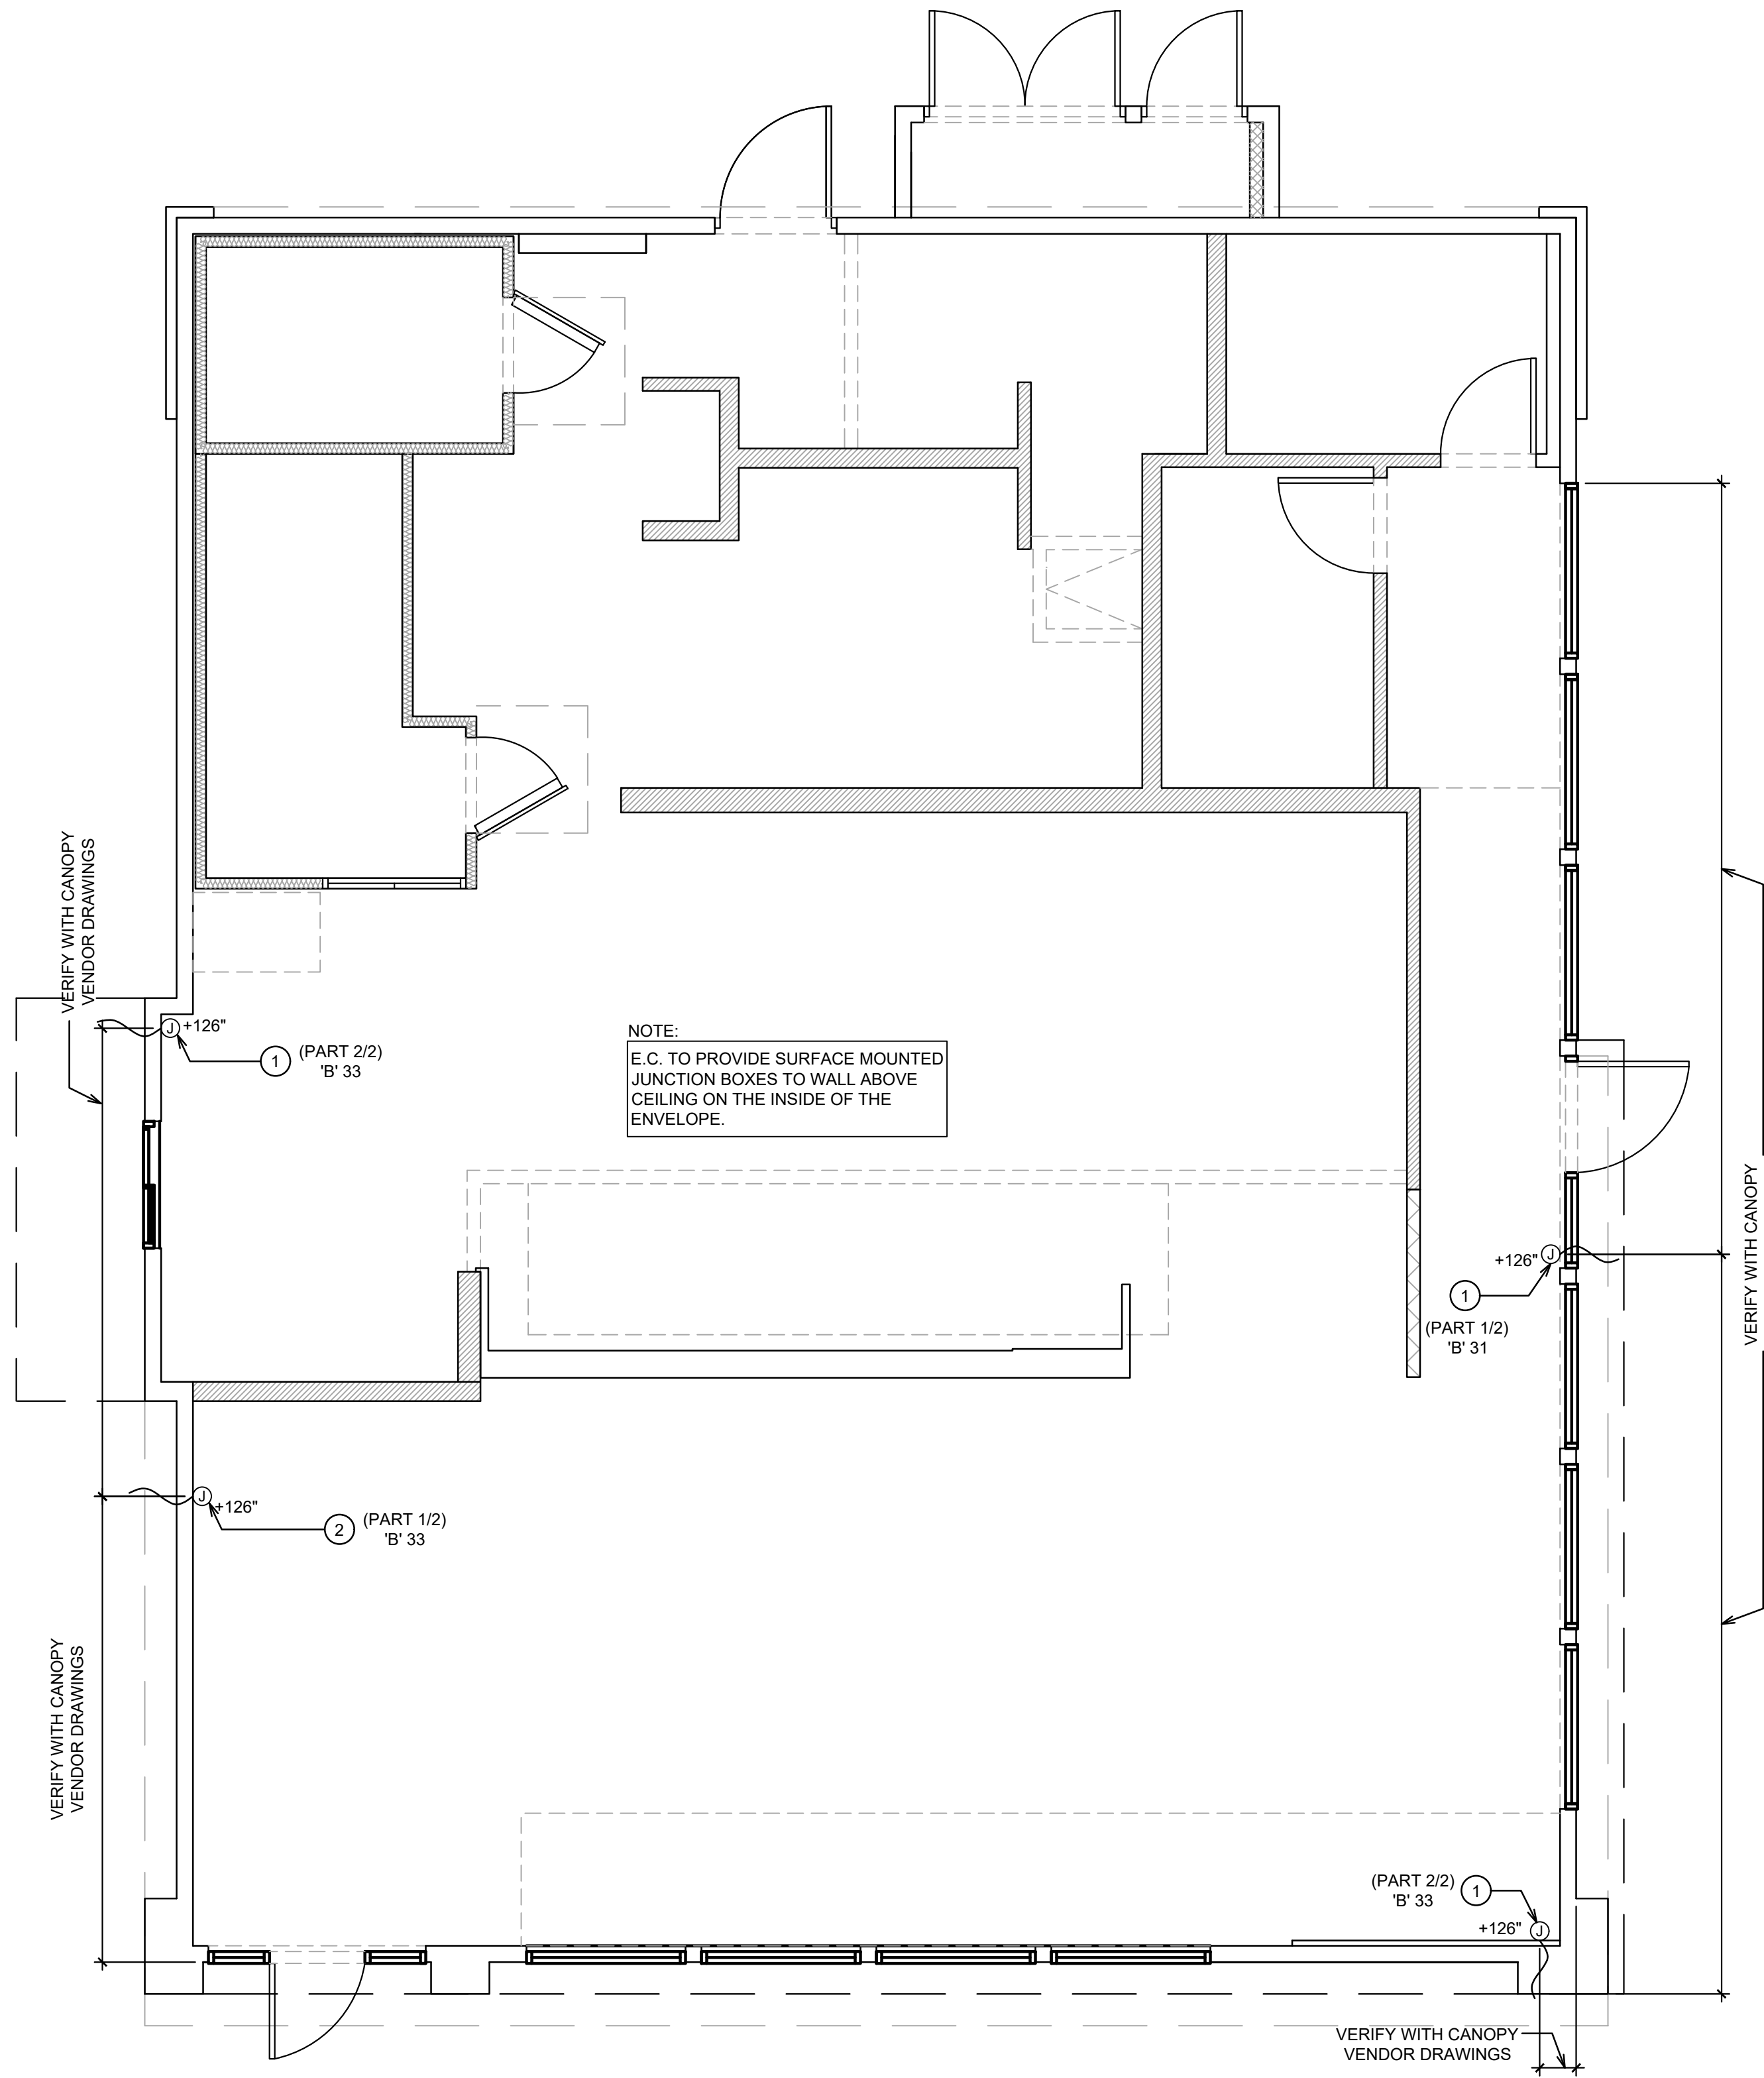 VERIFY WITH CANOPY
VENDOR DRAWINGS
J
+126"
1
(PART 2/2)
'B' 33
NOTE:
E.C. TO PROVIDE SURFACE MOUNTED
JUNCTION BOXES TO WALL ABOVE
CEILING ON THE INSIDE OF THE
ENVELOPE.
VERIFY WITH CANOPY
+126"
J
1
(PART 1/2)
'B' 31
J
+126"
2
(PART 1/2)
'B' 33
VERIFY WITH CANOPY
VENDOR DRAWINGS
(PART 2/2)
'B' 33
1
+126"
J
VERIFY WITH CANOPY
VENDOR DRAWINGS